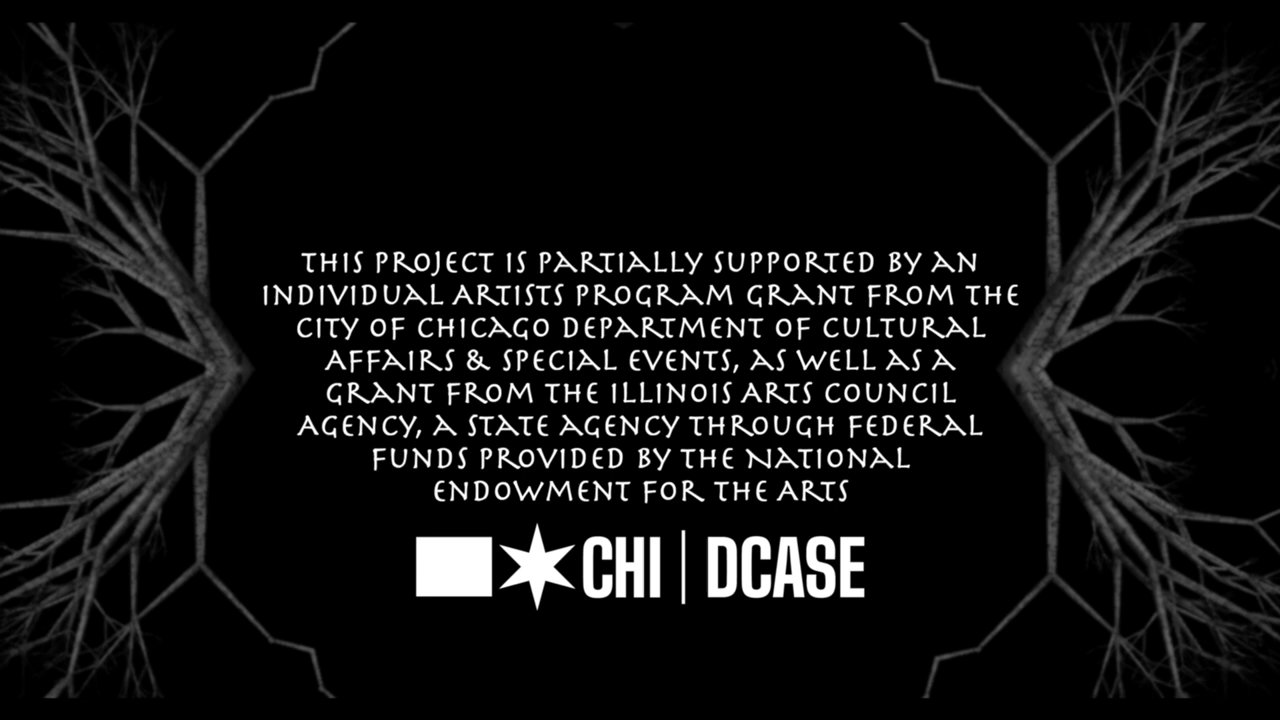 THIS PROJECT IS PARTIALLY SUPPORTED BY AN
INDIVIDUAL ARTISTS PROGRAM GRANT FROM THE
CITY OF CHICAGO DEPARTMENT OF CULTURAL
AFFAIRS & SPECIAL EVENTS, AS WELL AS A
GRANT FROM THE ILLINOIS ARTS COUNCIL
AGENCY, A STATE AGENCY THROUGH FEDERAL
FUNDS PROVIDED BY THE NATIONAL
ENDOWMENT FOR THE ARTS
CHI | DCASE